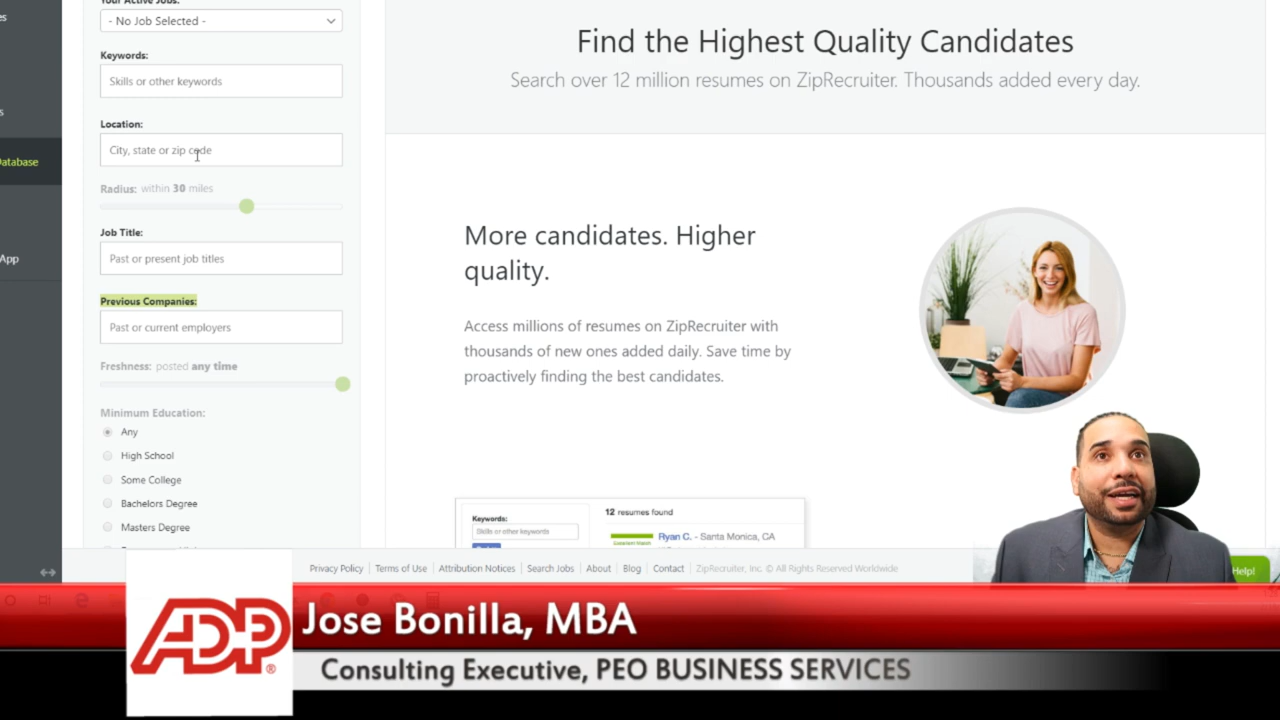 Your Active Jobs:
- No Job Selected -
Keywords:
Skills or other keywords
Location:
City, state or zip code
Radius: within 30 miles
Job Title:
Past or present job titles
Previous Companies:
Past or current employers
Freshness: posted any time
Minimum Education:
Any
High School
Some College
Bachelors Degree
Masters Degree
es
s
Database
App
Find the Highest Quality Candidates
Search over 12 million resumes on ZipRecruiter. Thousands added every day.
More candidates. Higher
quality.
Access millions of resumes on ZipRecruiter with
thousands of new ones added daily. Save time by
proactively finding the best candidates.
Keywords:
Skills or other keywords
12 resumes found
Ryan C. - Santa Monica, CA
Privacy Policy | Terms of Use | Attribution Notices | Search Jobs | About | Blog | Contact | ZipRecruiter, Inc. © All Rights Reserved Worldwide
Help!
ADP®
Jose Bonilla, MBA
Consulting Executive, PEO BUSINESS SERVICES